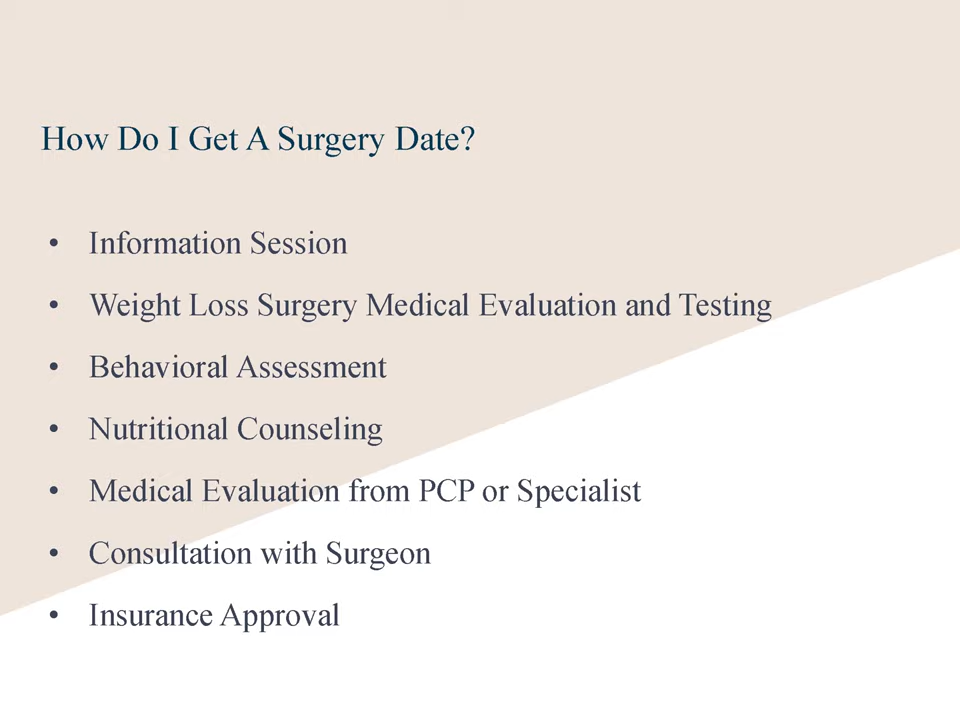 How Do I Get A Surgery Date?
• Information Session
• Weight Loss Surgery Medical Evaluation and Testing
• Behavioral Assessment
• Nutritional Counseling
• Medical Evaluation from PCP or Specialist
• Consultation with Surgeon
• Insurance Approval